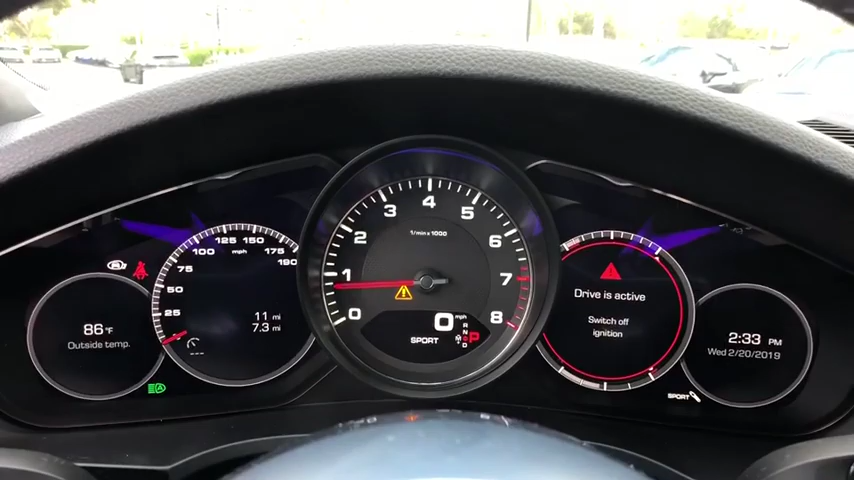 86°F
Outside temp.
25
50
75
100
125
150
175
190
mph
11 mi
7.3 mi
---
A
0
1
2
3
4
5
6
7
8
1/min x 1000
0 mph
SPORT
R
N
D
M
P
Drive is active
Switch off
ignition
2:33 PM
Wed 2/20/2019
SPORT